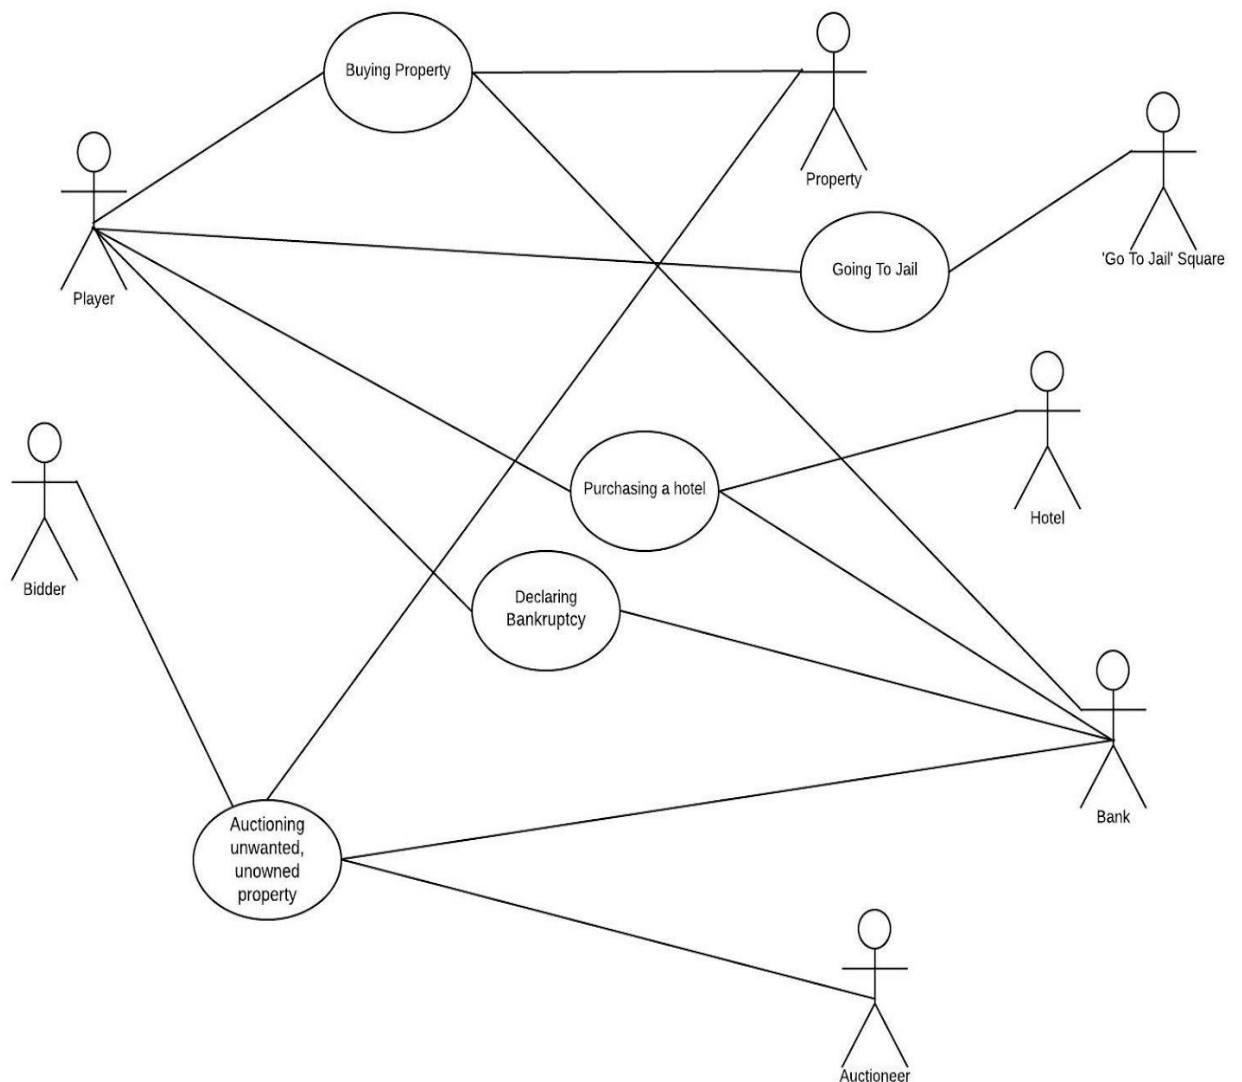 Buying Property
Property
'Go To Jail' Square
Going To Jail
Player
Purchasing a hotel
Hotel
Bidder
Declaring
Bankruptcy
Bank
Auctioning
unwanted,
unowned
property
Auctioneer